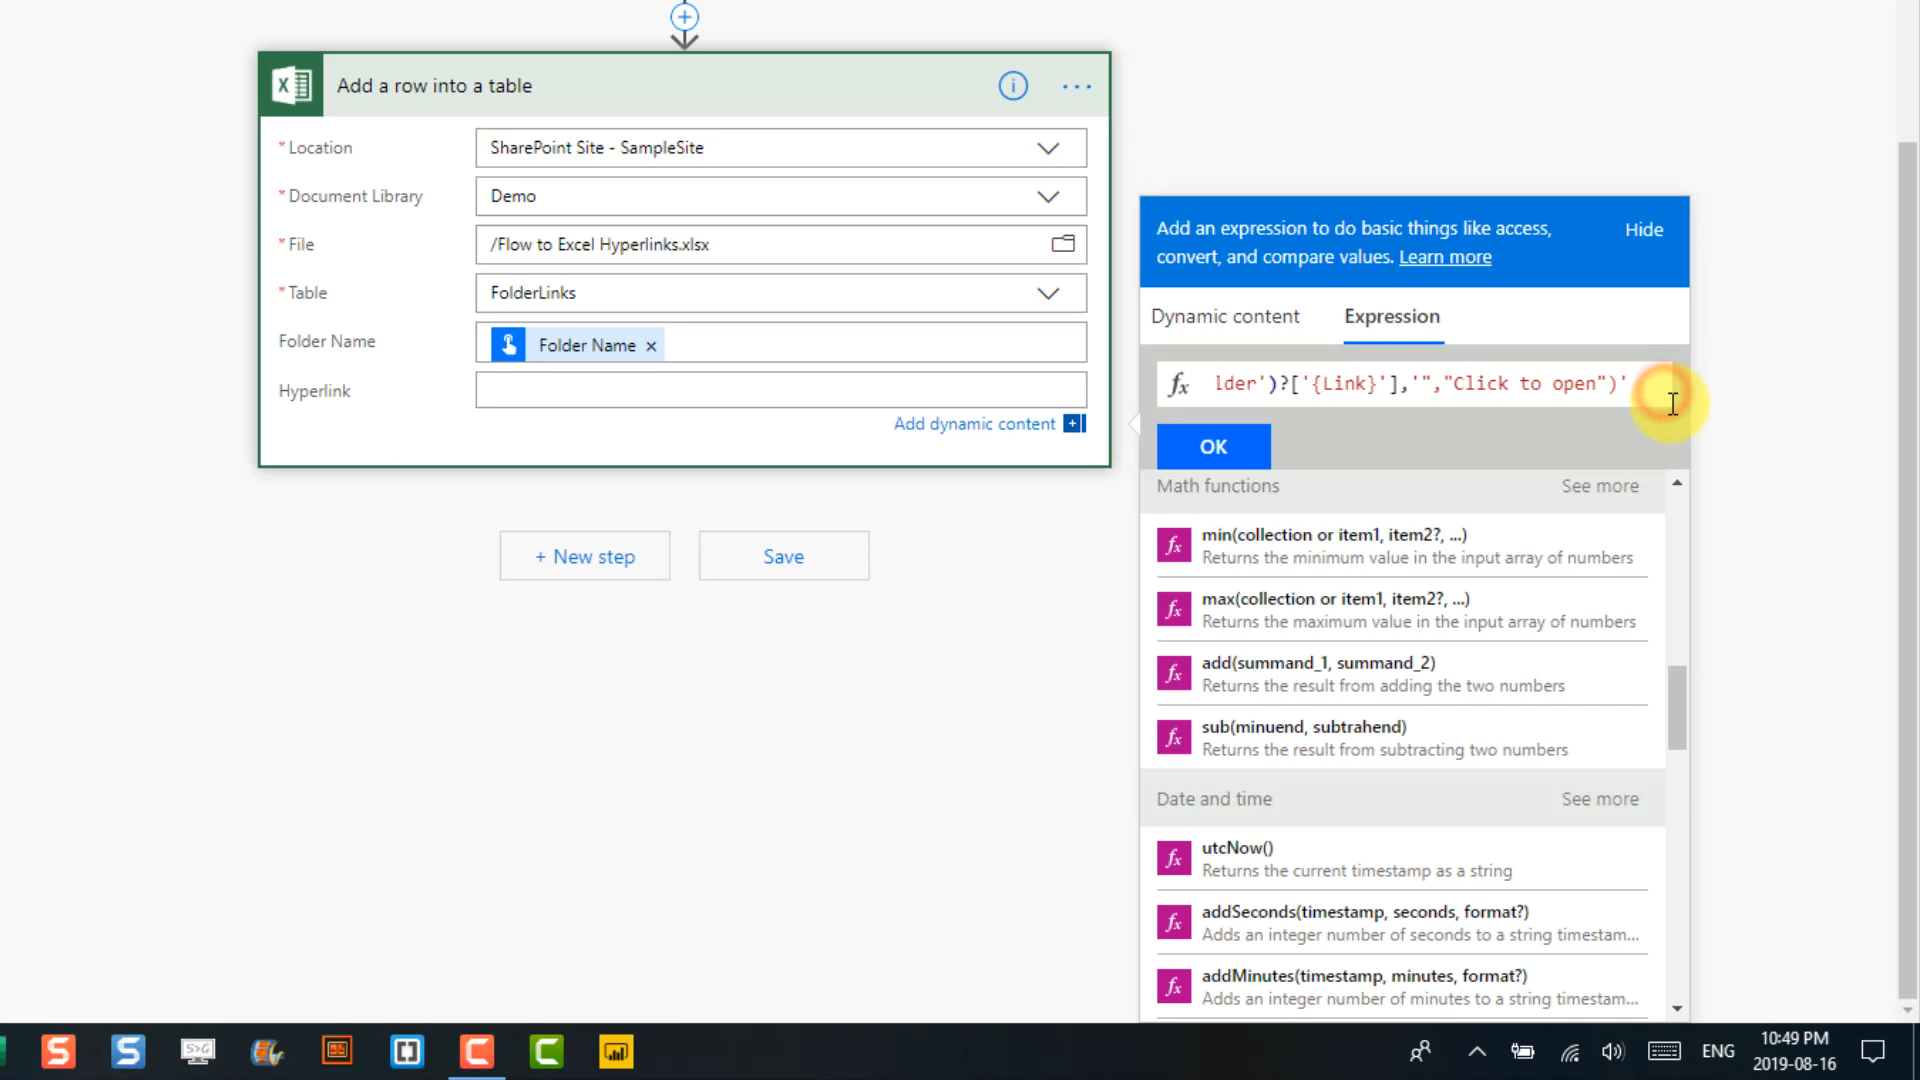 Add a row into a table
* Location
SharePoint Site - SampleSite
* Document Library
Demo
* File
/Flow to Excel Hyperlinks.xlsx
* Table
FolderLinks
Folder Name
Folder Name ×
Hyperlink
Add dynamic content
+ New step
Save
Add an expression to do basic things like access,
convert, and compare values. Learn more
Hide
Dynamic content
Expression
fx lder')?['{Link}'],'","Click to open")'
OK
Math functions
See more
fx min(collection or item1, item2?, ...)
Returns the minimum value in the input array of numbers
fx max(collection or item1, item2?, ...)
Returns the maximum value in the input array of numbers
fx add(summand_1, summand_2)
Returns the result from adding the two numbers
fx sub(minuend, subtrahend)
Returns the result from subtracting two numbers
Date and time
See more
fx utcNow()
Returns the current timestamp as a string
fx addSeconds(timestamp, seconds, format?)
Adds an integer number of seconds to a string timestam...
fx addMinutes(timestamp, minutes, format?)
Adds an integer number of minutes to a string timestam...
ENG
10:49 PM
2019-08-16